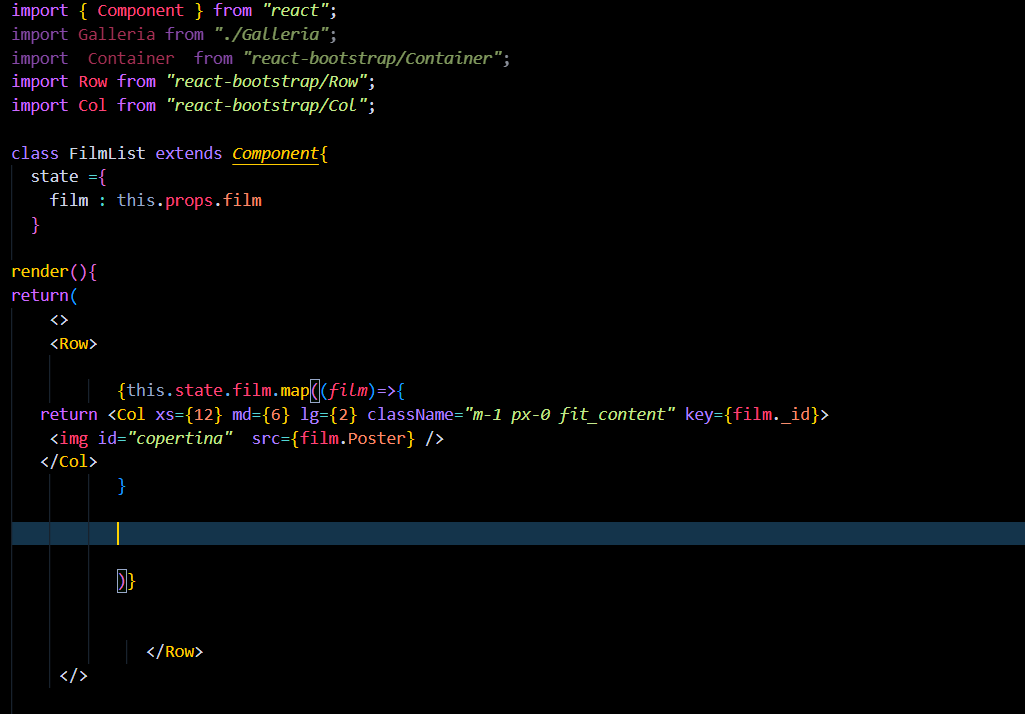 import { Component } from "react";
import Galleria from "./Galleria";
import  Container  from "react-bootstrap/Container";
import Row from "react-bootstrap/Row";
import Col from "react-bootstrap/Col";
class FilmList extends Component{
state ={
film : this.props.film
}
render(){
return(
<>
<Row>
{this.state.film.map((film)=>{
return <Col xs={12} md={6} lg={2} className="m-1 px-0 fit_content" key={film._id}>
<img id="copertina"  src={film.Poster} />
</Col>
}
)}
</Row>
</>